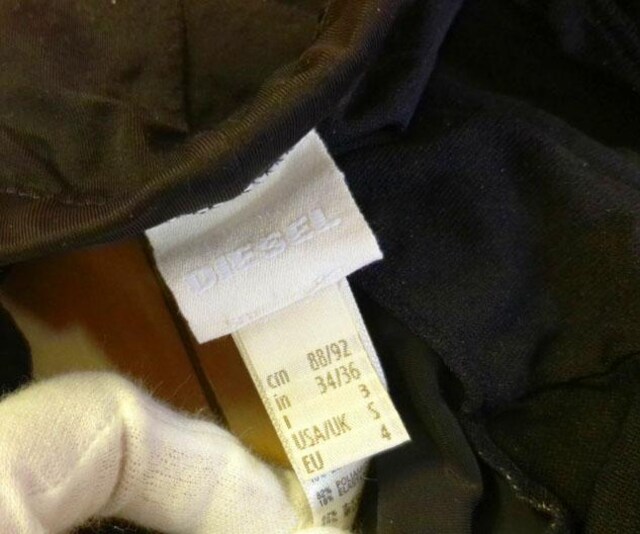 DIESEL
cm 88/92
in 34/36
I 3
USA/UK S
EU 4